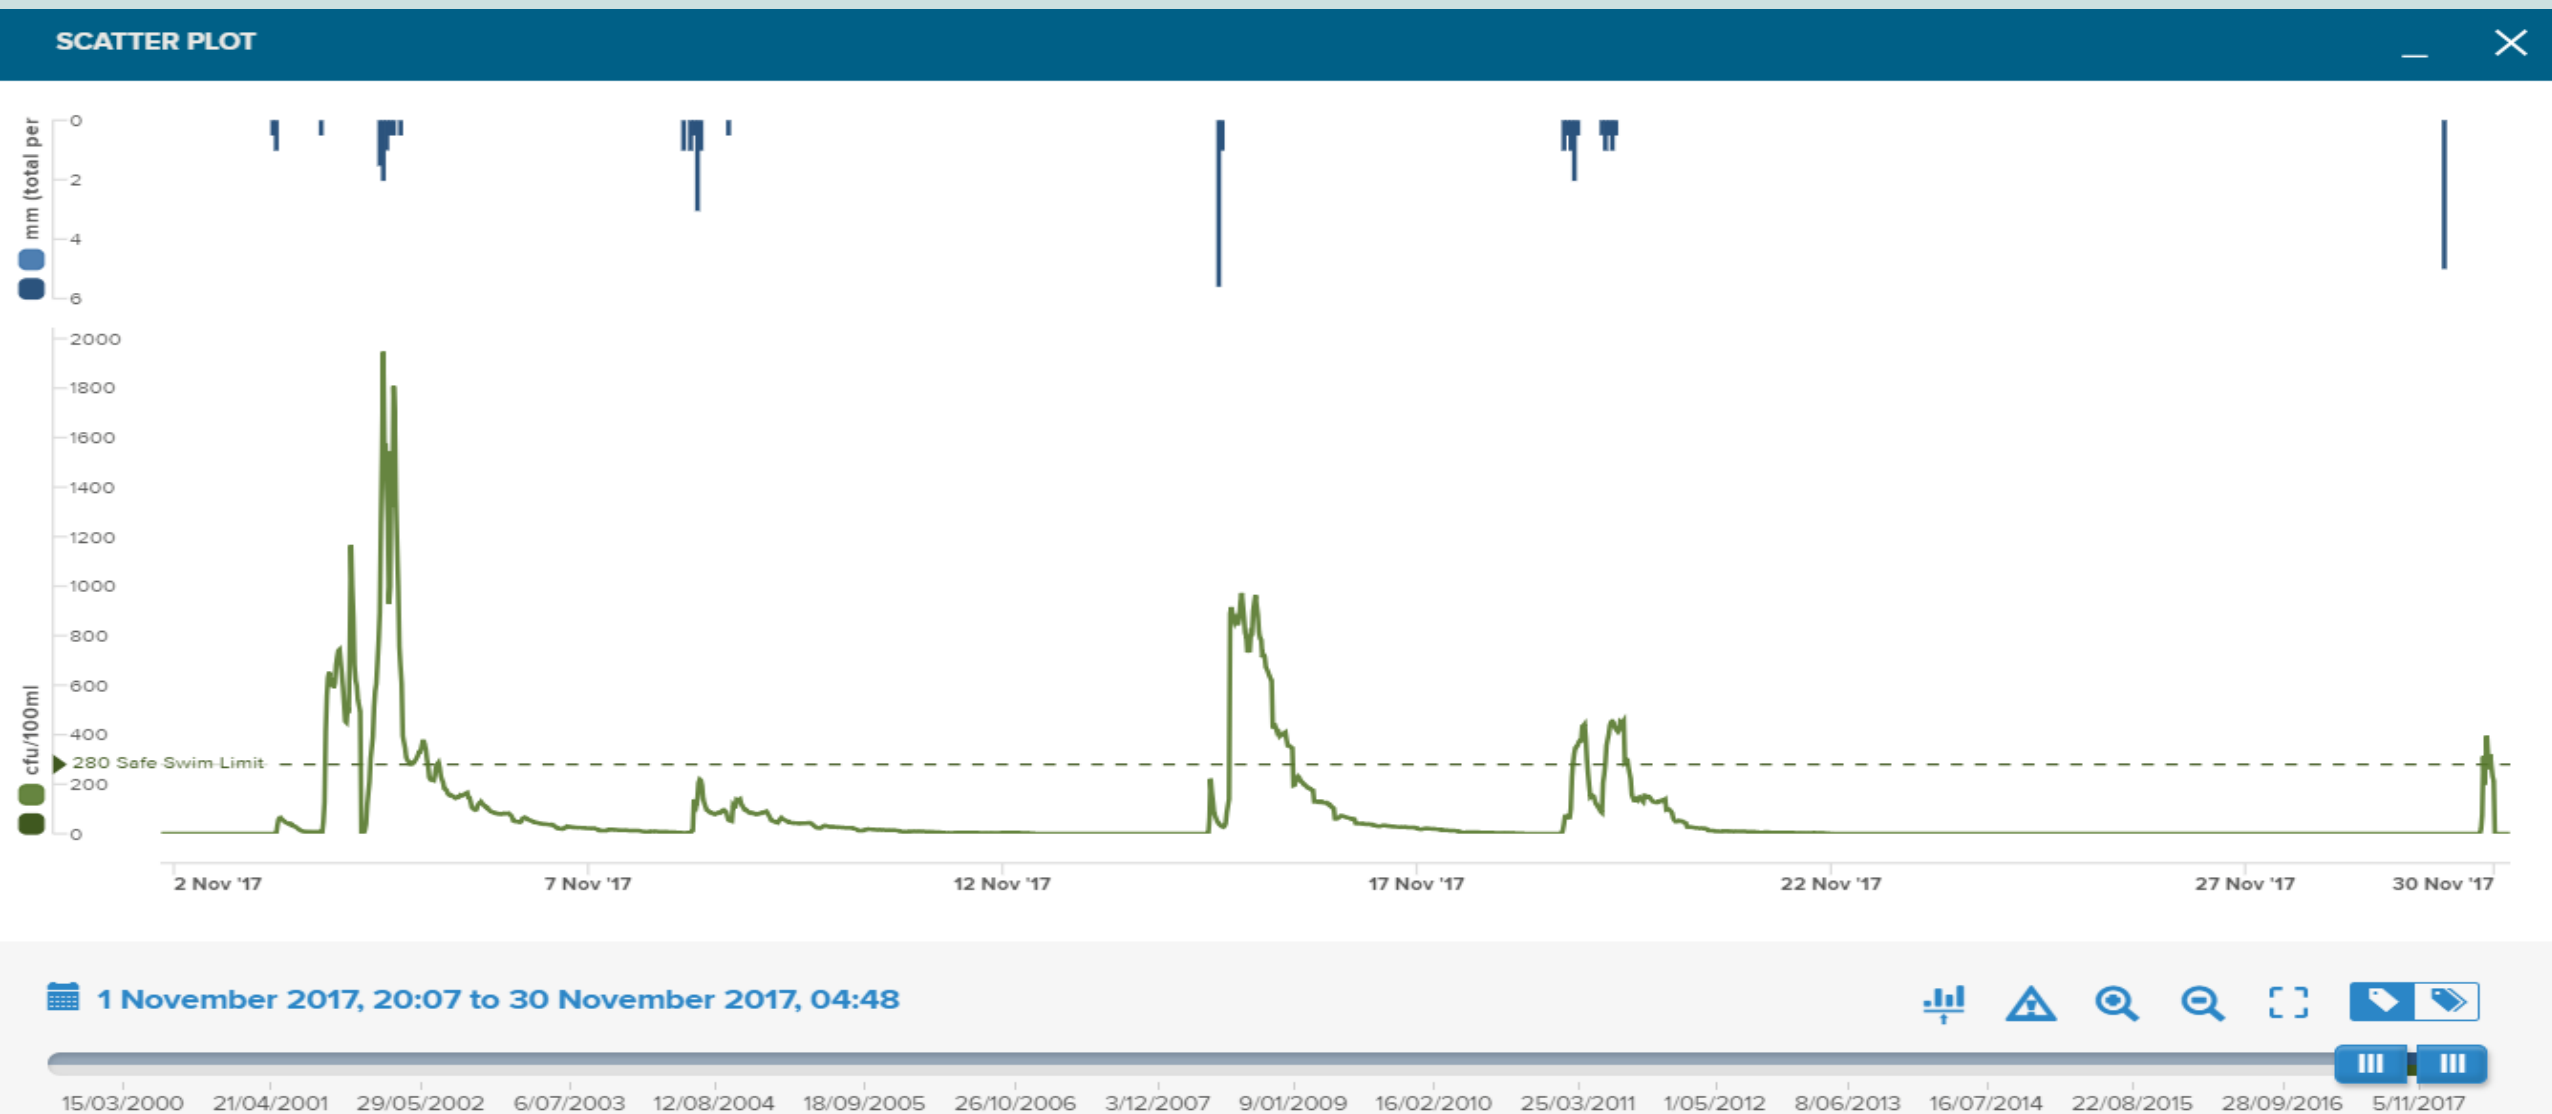 SCATTER PLOT
mm (total per
0
2
4
6
cfu/100ml
2000
1800
1600
1400
1200
1000
800
600
400
280 Safe Swim Limit
200
0
2 Nov '17
7 Nov '17
12 Nov '17
17 Nov '17
22 Nov '17
27 Nov '17
30 Nov '17
1 November 2017, 20:07 to 30 November 2017, 04:48
15/03/2000
21/04/2001
29/05/2002
6/07/2003
12/08/2004
18/09/2005
26/10/2006
3/12/2007
9/01/2009
16/02/2010
25/03/2011
1/05/2012
8/06/2013
16/07/2014
22/08/2015
28/09/2016
5/11/2017